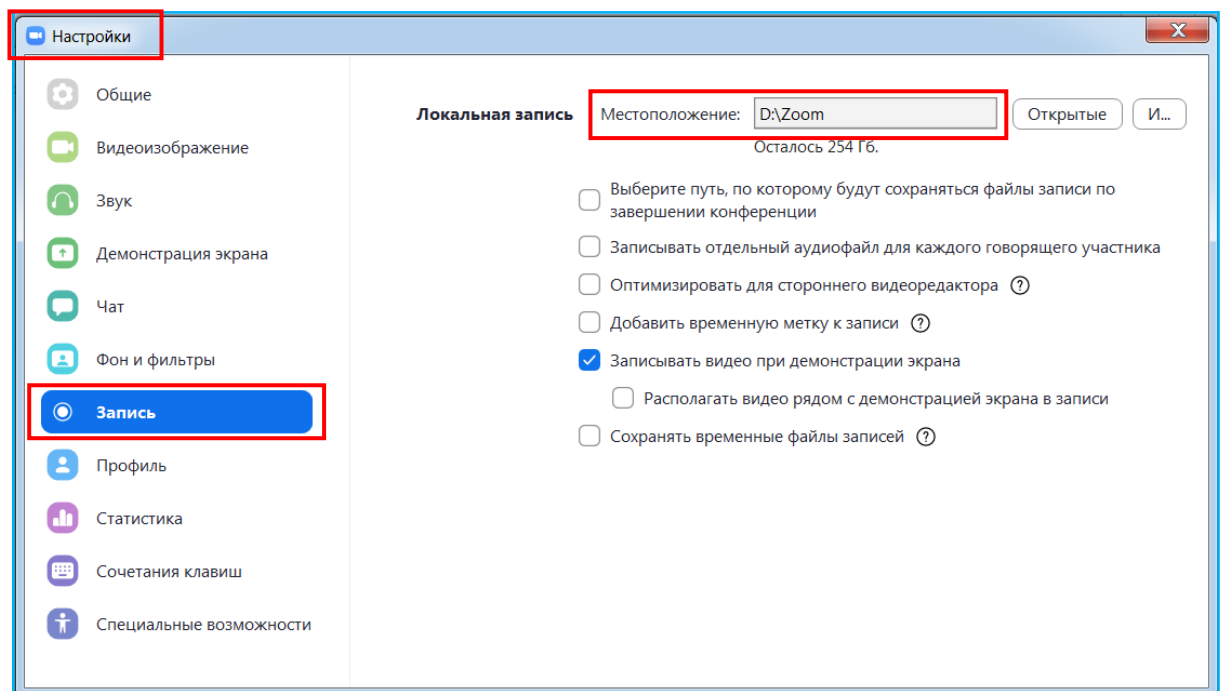 Настройки
Общие
Видеоизображение
Звук
Демонстрация экрана
Чат
Фон и фильтры
Запись
Профиль
Статистика
Сочетания клавиш
Специальные возможности
Локальная запись Местоположение: D:\Zoom Открытые И...
Осталось 254 Гб.
Выберите путь, по которому будут сохраняться файлы записи по
завершении конференции
Записывать отдельный аудиофайл для каждого говорящего участника
Оптимизировать для стороннего видеоредактора ?
Добавить временную метку к записи ?
Записывать видео при демонстрации экрана
Располагать видео рядом с демонстрацией экрана в записи
Сохранять временные файлы записей ?